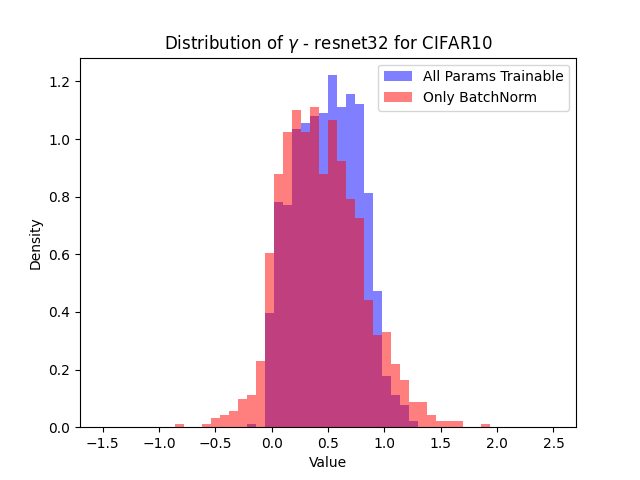 Distribution of γ - resnet32 for CIFAR10
All Params Trainable
Only BatchNorm
Density
1.2
1.0
0.8
0.6
0.4
0.2
0.0
−1.5 −1.0 −0.5 0.0 0.5 1.0 1.5 2.0 2.5
Value